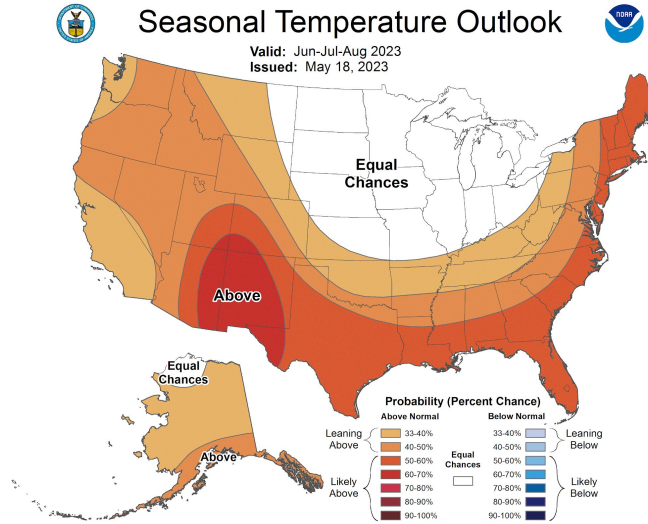 Seasonal Temperature Outlook
NOAA
Valid: Jun-Jul-Aug 2023
Issued: May 18, 2023
Equal
Chances
Above
Equal
Chances
Above
Probability (Percent Chance)
Above Normal
Below Normal
Leaning
Above
33-40%
40-50%
Likely
Above
50-60%
60-70%
70-80%
80-90%
90-100%
Equal
Chances
33-40%
40-50%
Leaning
Below
50-60%
60-70%
70-80%
80-90%
90-100%
Likely
Below